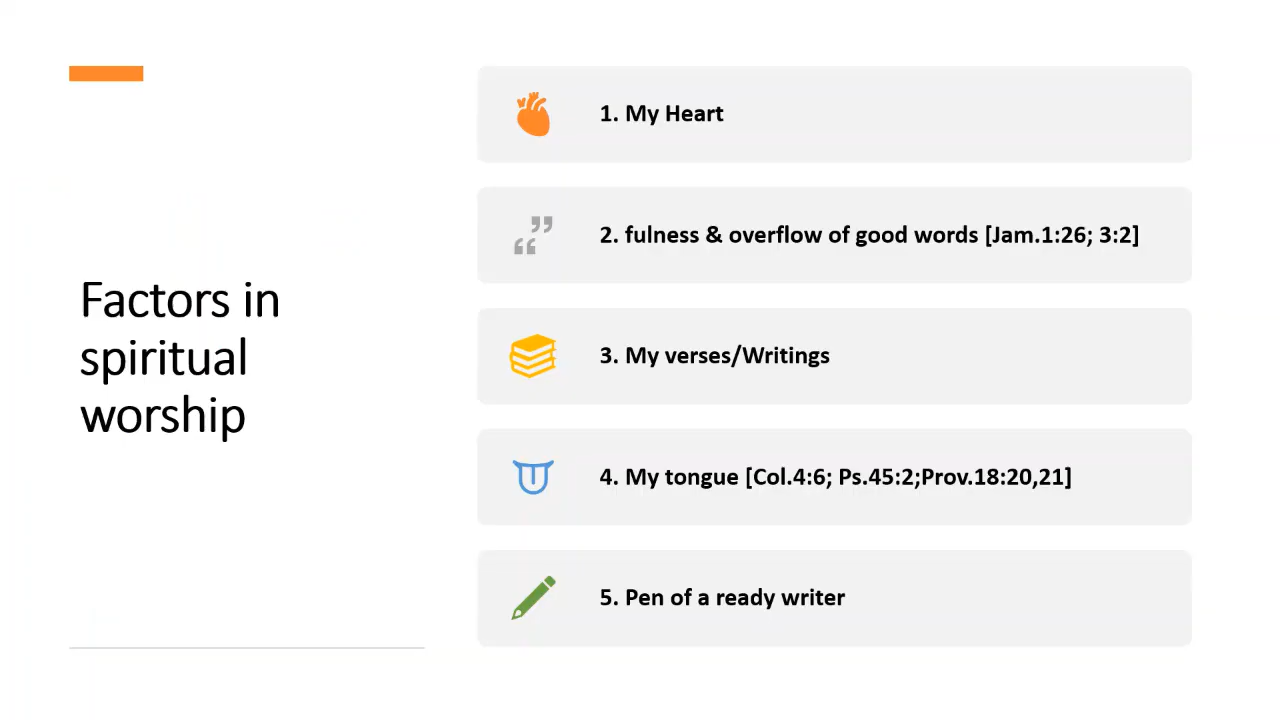 Factors in
spiritual
worship
1. My Heart
2. fulness & overflow of good words [Jam.1:26; 3:2]
3. My verses/Writings
4. My tongue [Col.4:6; Ps.45:2;Prov.18:20,21]
5. Pen of a ready writer